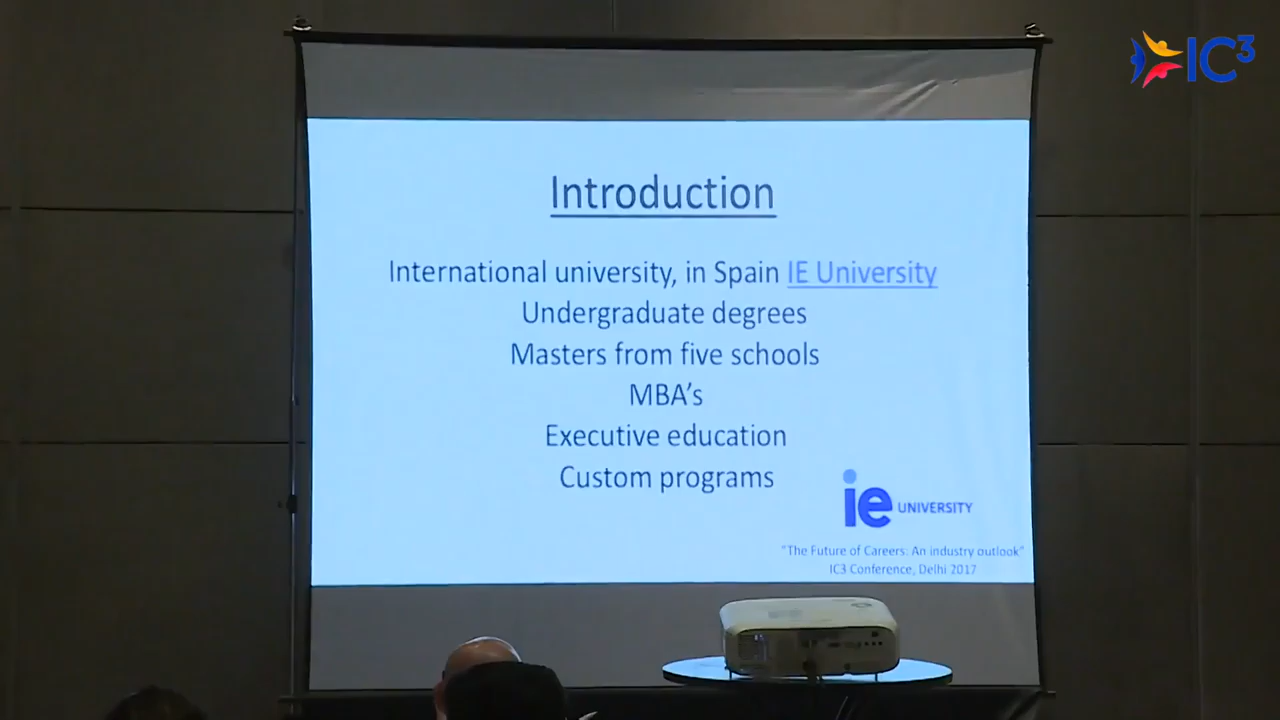 IC3
Introduction
International university, in Spain IE University
Undergraduate degrees
Masters from five schools
MBA's
Executive education
Custom programs
ie UNIVERSITY
"The Future of Careers: An industry outlook"
IC3 Conference, Delhi 2017